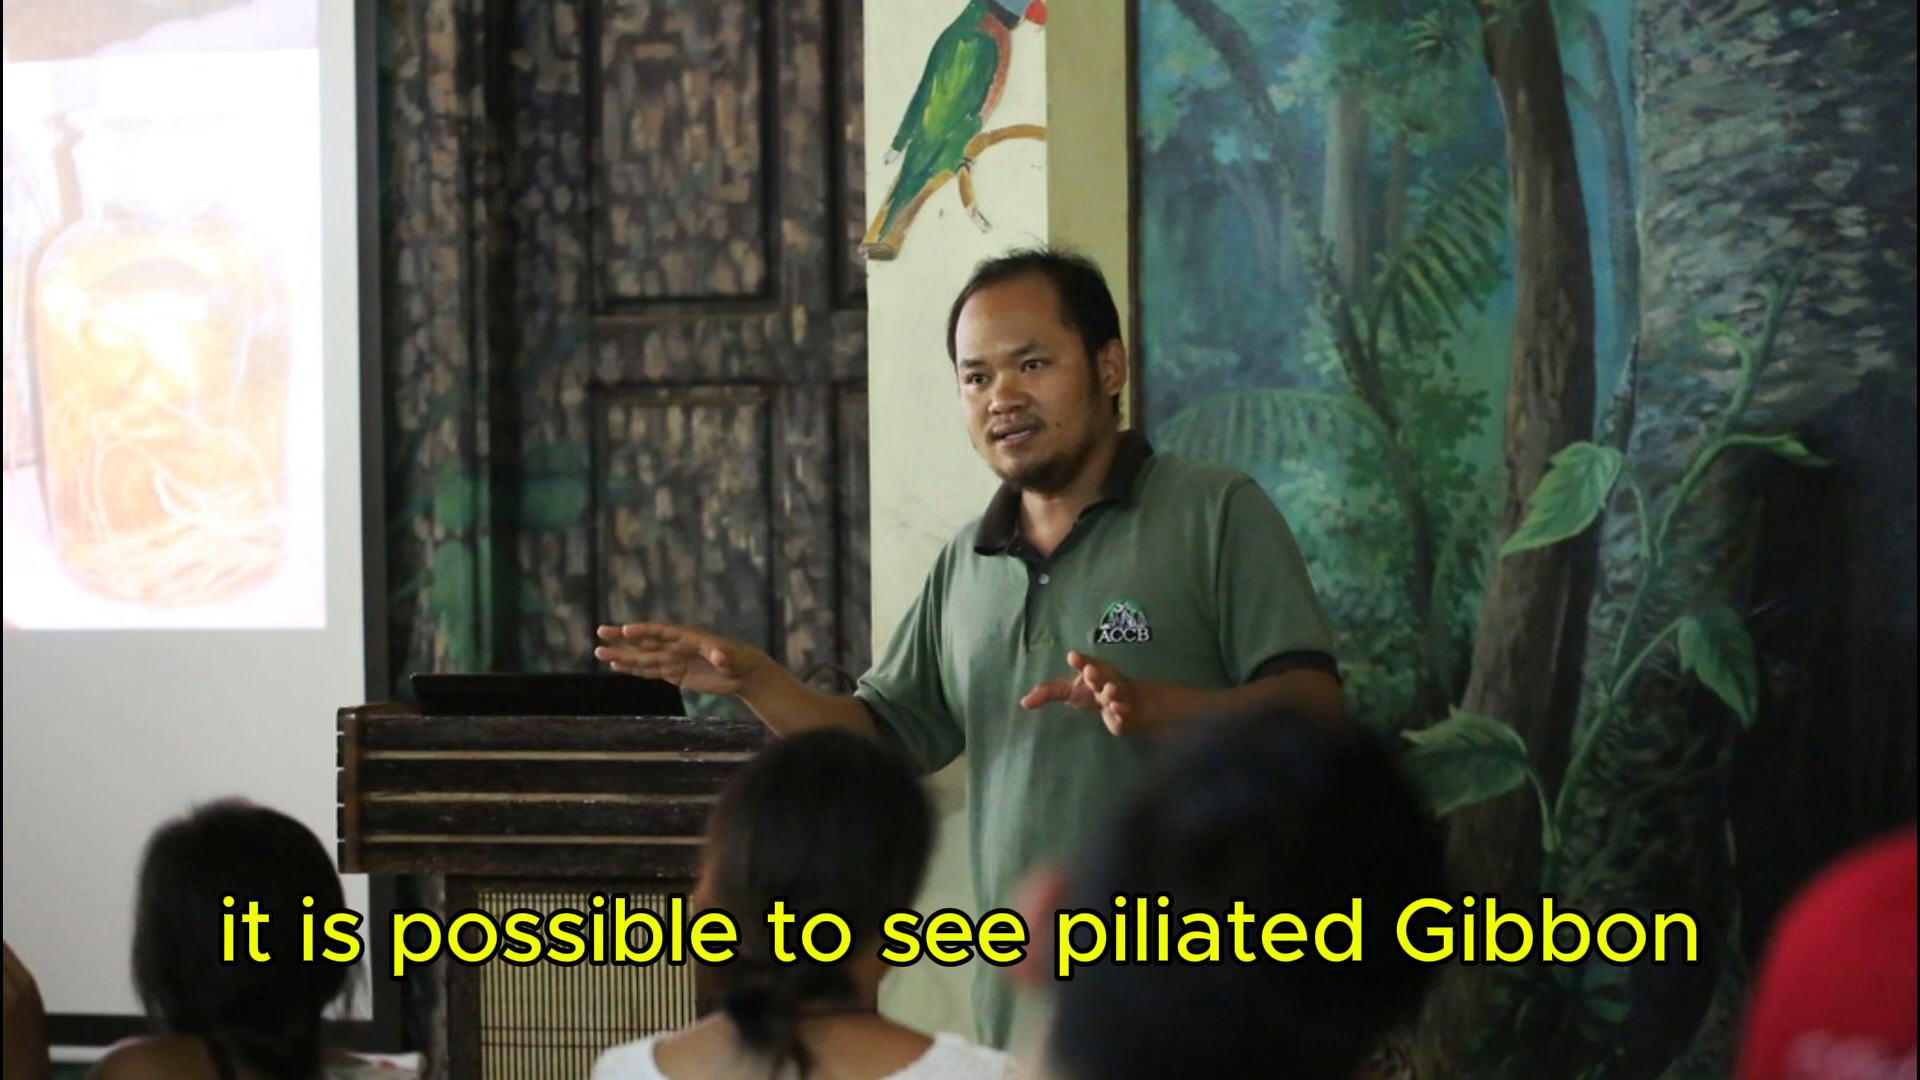 ACCB
it is possible to see piliated Gibbon